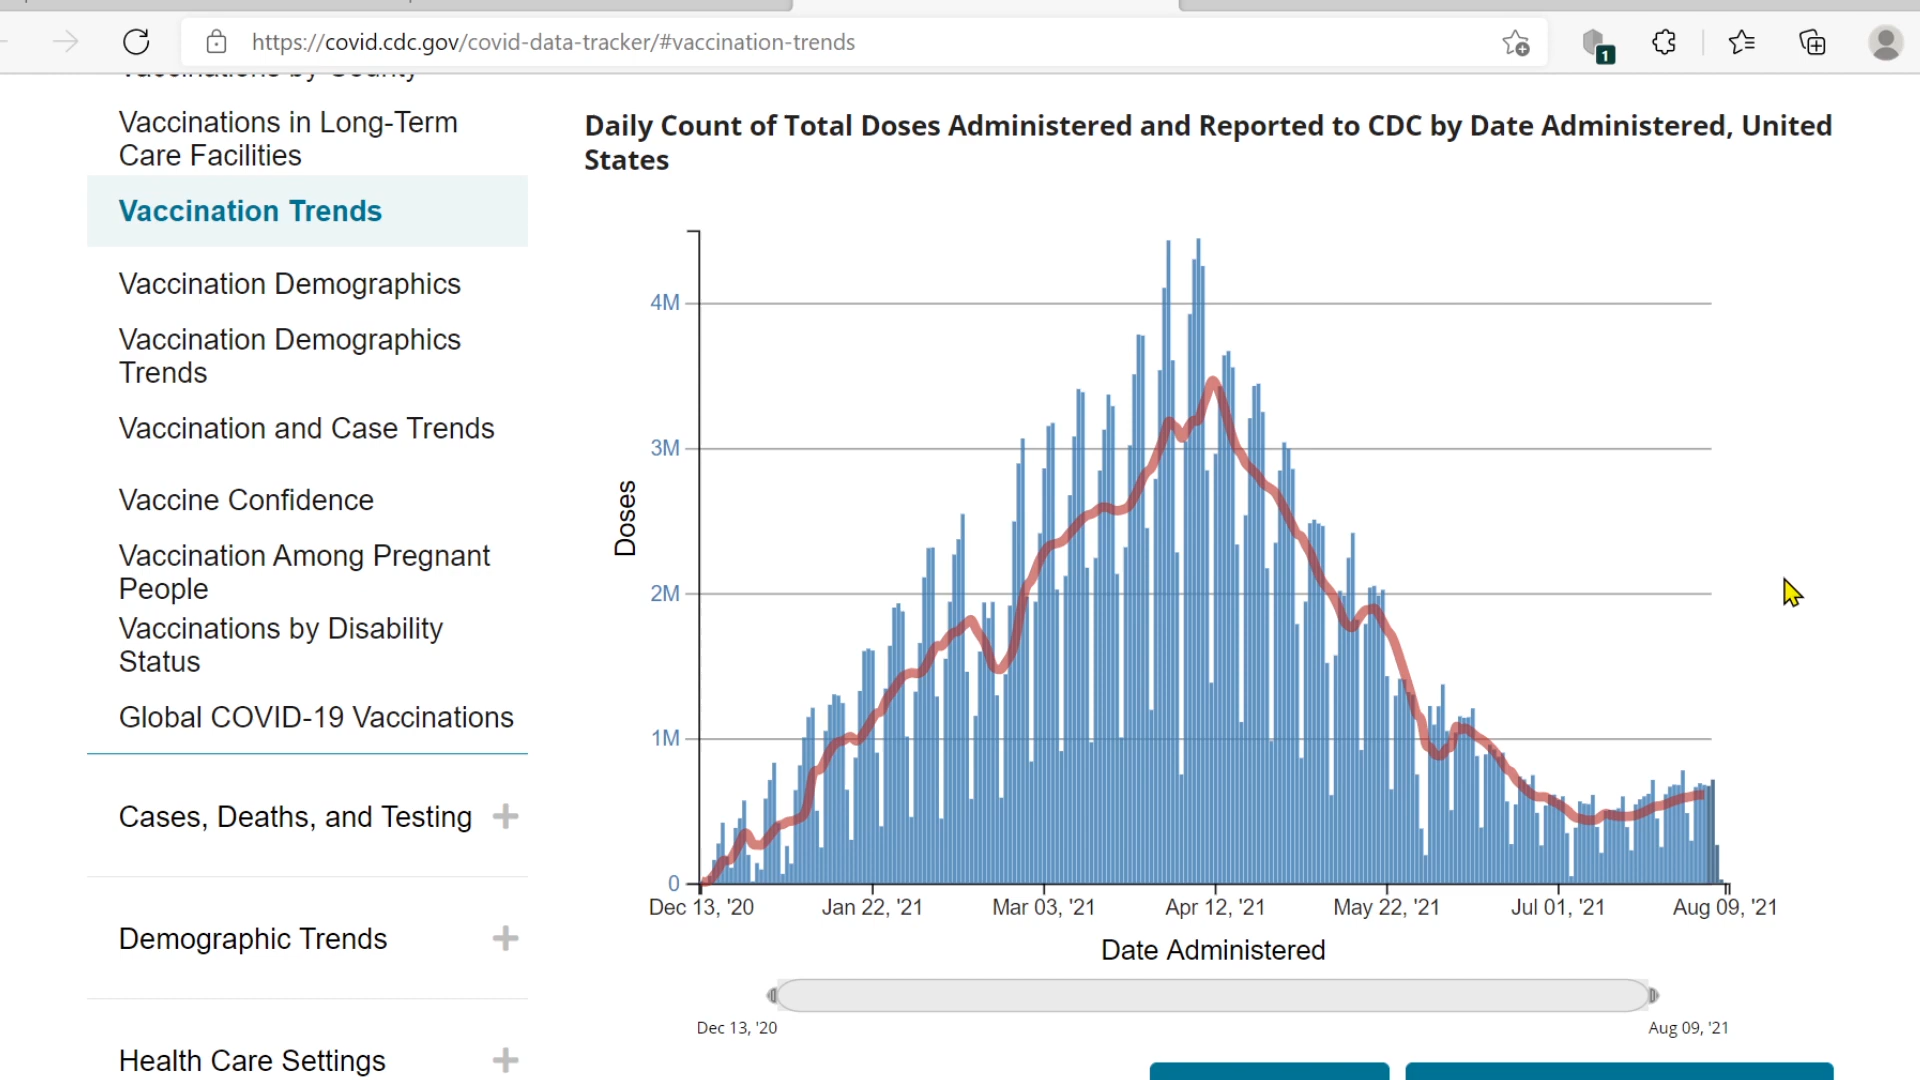 https://covid.cdc.gov/covid-data-tracker/#vaccination-trends
1
Vaccinations by County
Vaccinations in Long-Term
Care Facilities
Vaccination Trends
Vaccination Demographics
Vaccination Demographics
Trends
Vaccination and Case Trends
Vaccine Confidence
Vaccination Among Pregnant
People
Vaccinations by Disability
Status
Global COVID-19 Vaccinations
Cases, Deaths, and Testing +
Demographic Trends +
Health Care Settings +
Daily Count of Total Doses Administered and Reported to CDC by Date Administered, United
States
4M
3M
2M
1M
0
Doses
Dec 13, '20 Jan 22, '21 Mar 03, '21 Apr 12, '21 May 22, '21 Jul 01, '21 Aug 09, '21
Date Administered
Dec 13, '20 Aug 09, '21